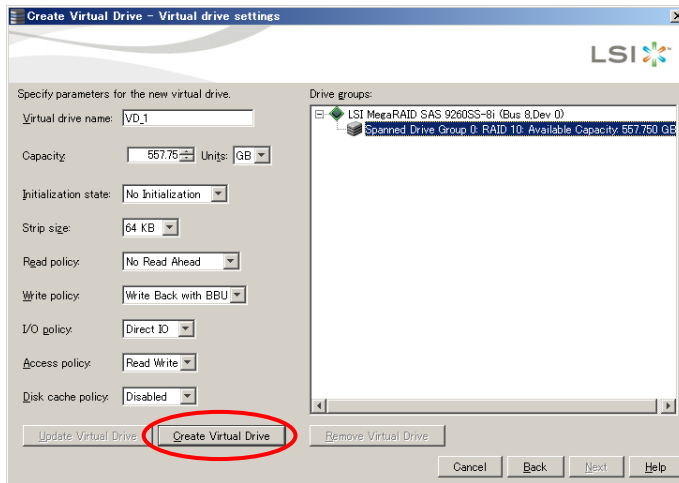 Create Virtual Drive - Virtual drive settings
LSI
Specify parameters for the new virtual drive.
Virtual drive name: VD_1
Capacity: 557.75 Units: GB
Initialization state: No Initialization
Strip size: 64 KB
Read policy: No Read Ahead
Write policy: Write Back with BBU
I/O policy: Direct IO
Access policy: Read Write
Disk cache policy: Disabled
Drive groups:
LSI MegaRAID SAS 9260SS-8i (Bus 8,Dev 0)
Spanned Drive Group 0: RAID 10: Available Capacity: 557.750 GB
Update Virtual Drive
Create Virtual Drive
Remove Virtual Drive
Cancel
Back
Next
Help